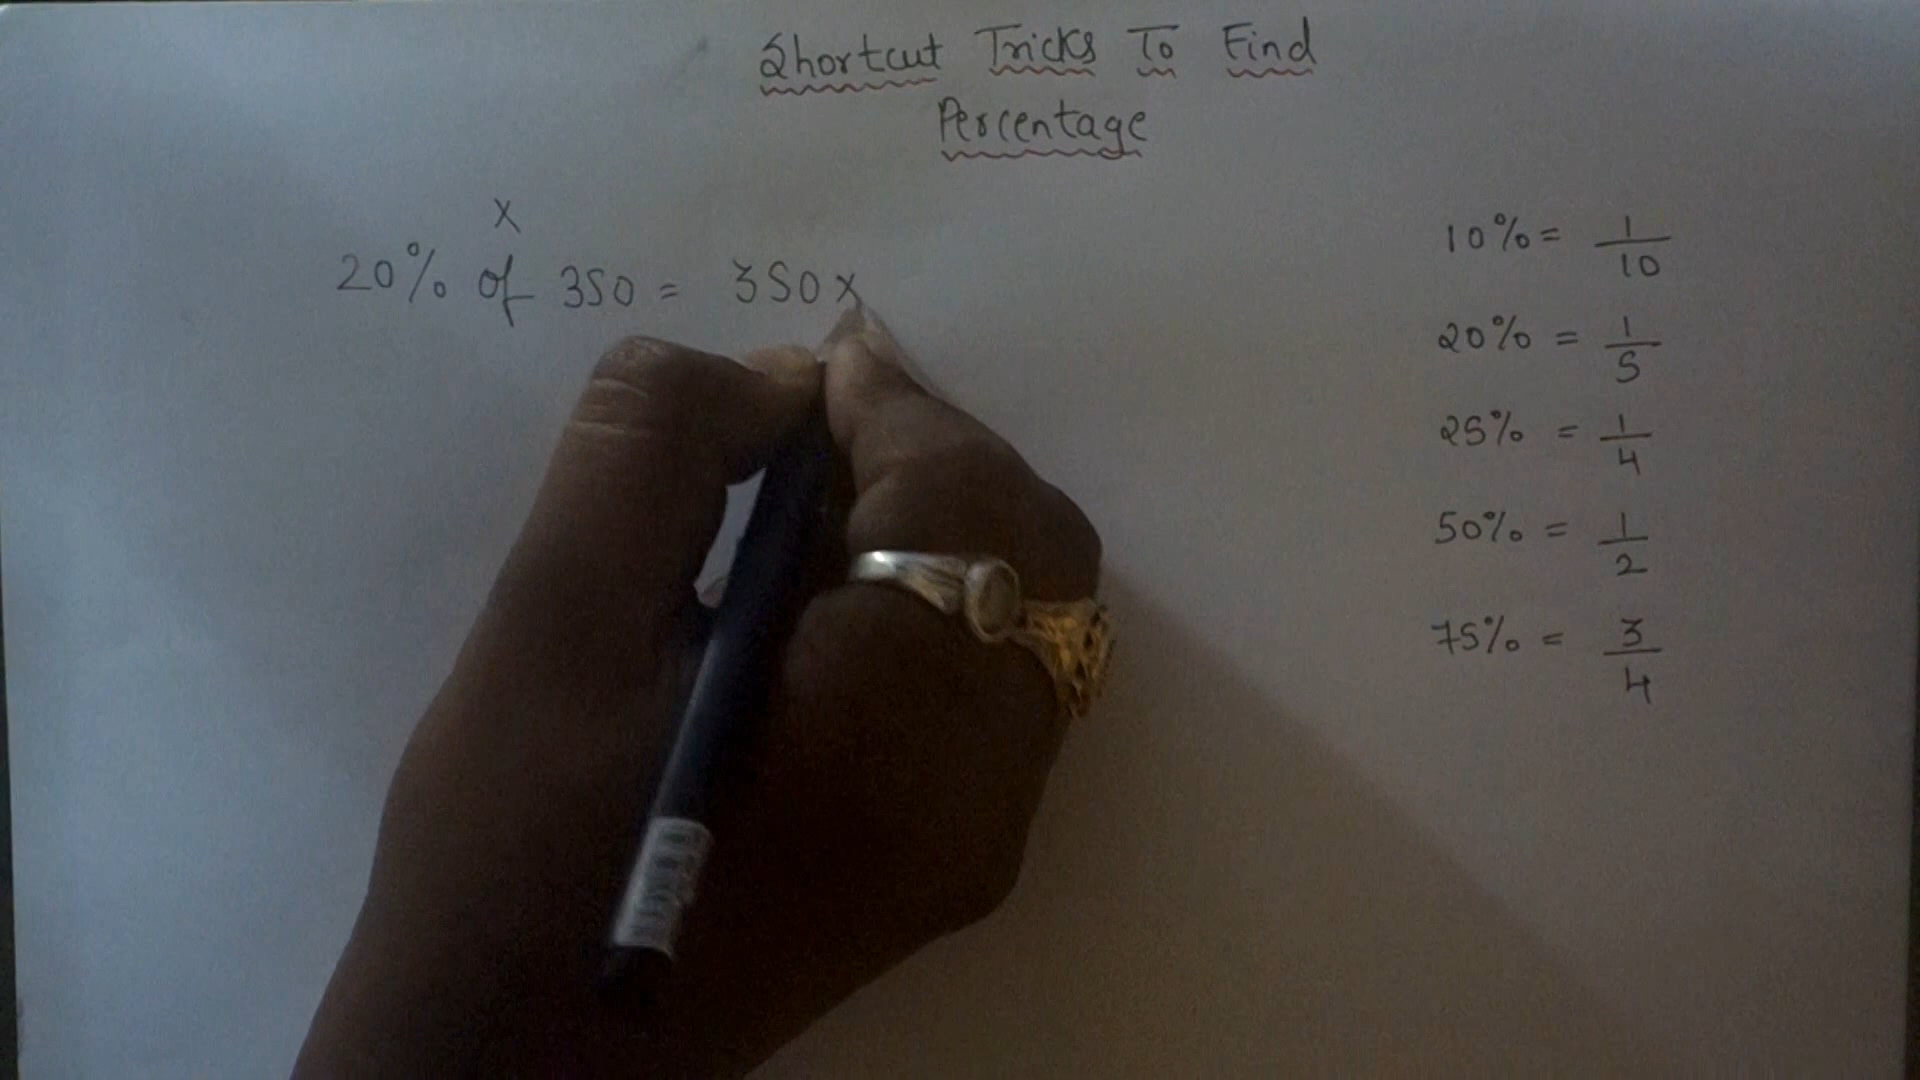 Shortcut Tricks To Find
Percentage
x
20% of 350 = 350x
10% = 1/10
20% = 1/5
25% = 1/4
50% = 1/2
75% = 3/4